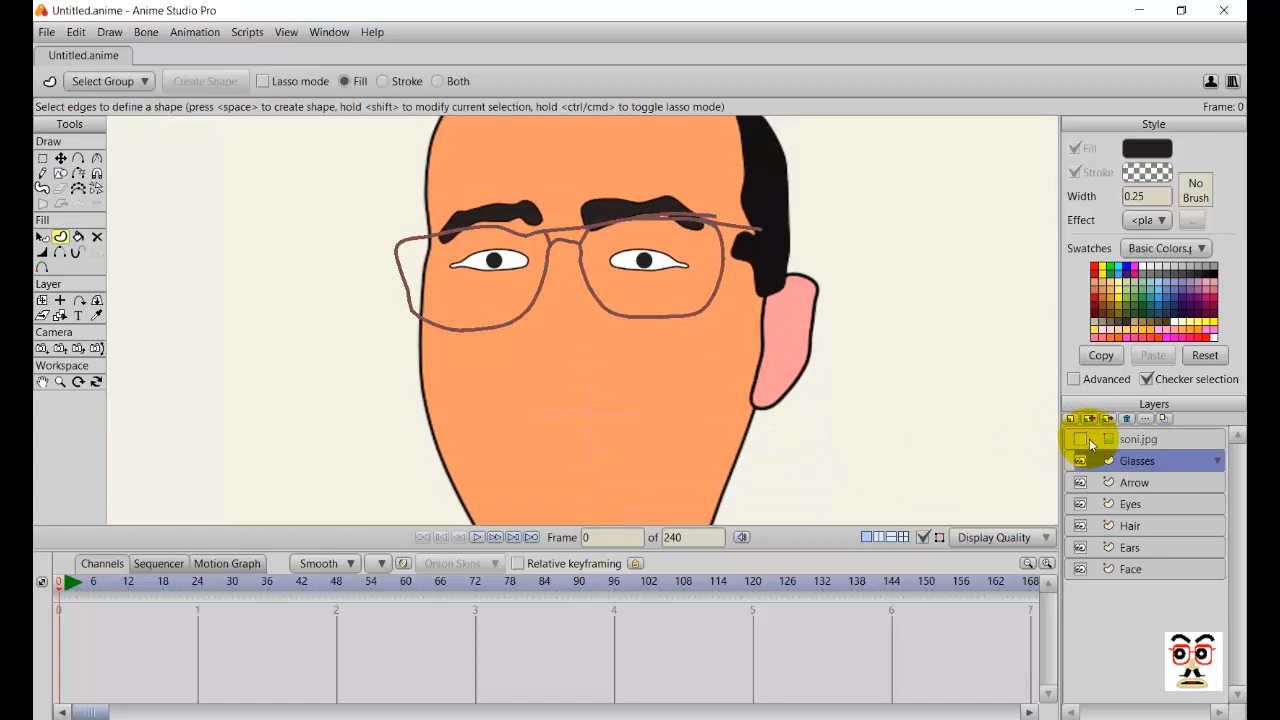 Untitled.anime - Anime Studio Pro
File Edit Draw Bone Animation Scripts View Window Help
Untitled.anime
Select Group Create Shape Lasso mode Fill Stroke Both
Select edges to define a shape (press <space> to create shape, hold <shift> to modify current selection, hold <ctrl/cmd> to toggle lasso mode) Frame: 0
Tools
Draw
Fill
Layer
Camera
Workspace
Style
Fill
Stroke
Width 0.25
No Brush
Effect <pla ...
Swatches Basic Colors.p
Copy Paste Reset
Advanced Checker selection
Layers
soni.jpg
Glasses
Arrow
Eyes
Hair
Ears
Face
Frame 0 of 240 Display Quality
Channels Sequencer Motion Graph Smooth Onion Skins Relative keyframing
0 6 12 18 24 30 36 42 48 54 60 66 72 78 84 90 96 102 108 114 120 126 132 138 144 150 156 162 168
0 1 2 3 4 5 6 7